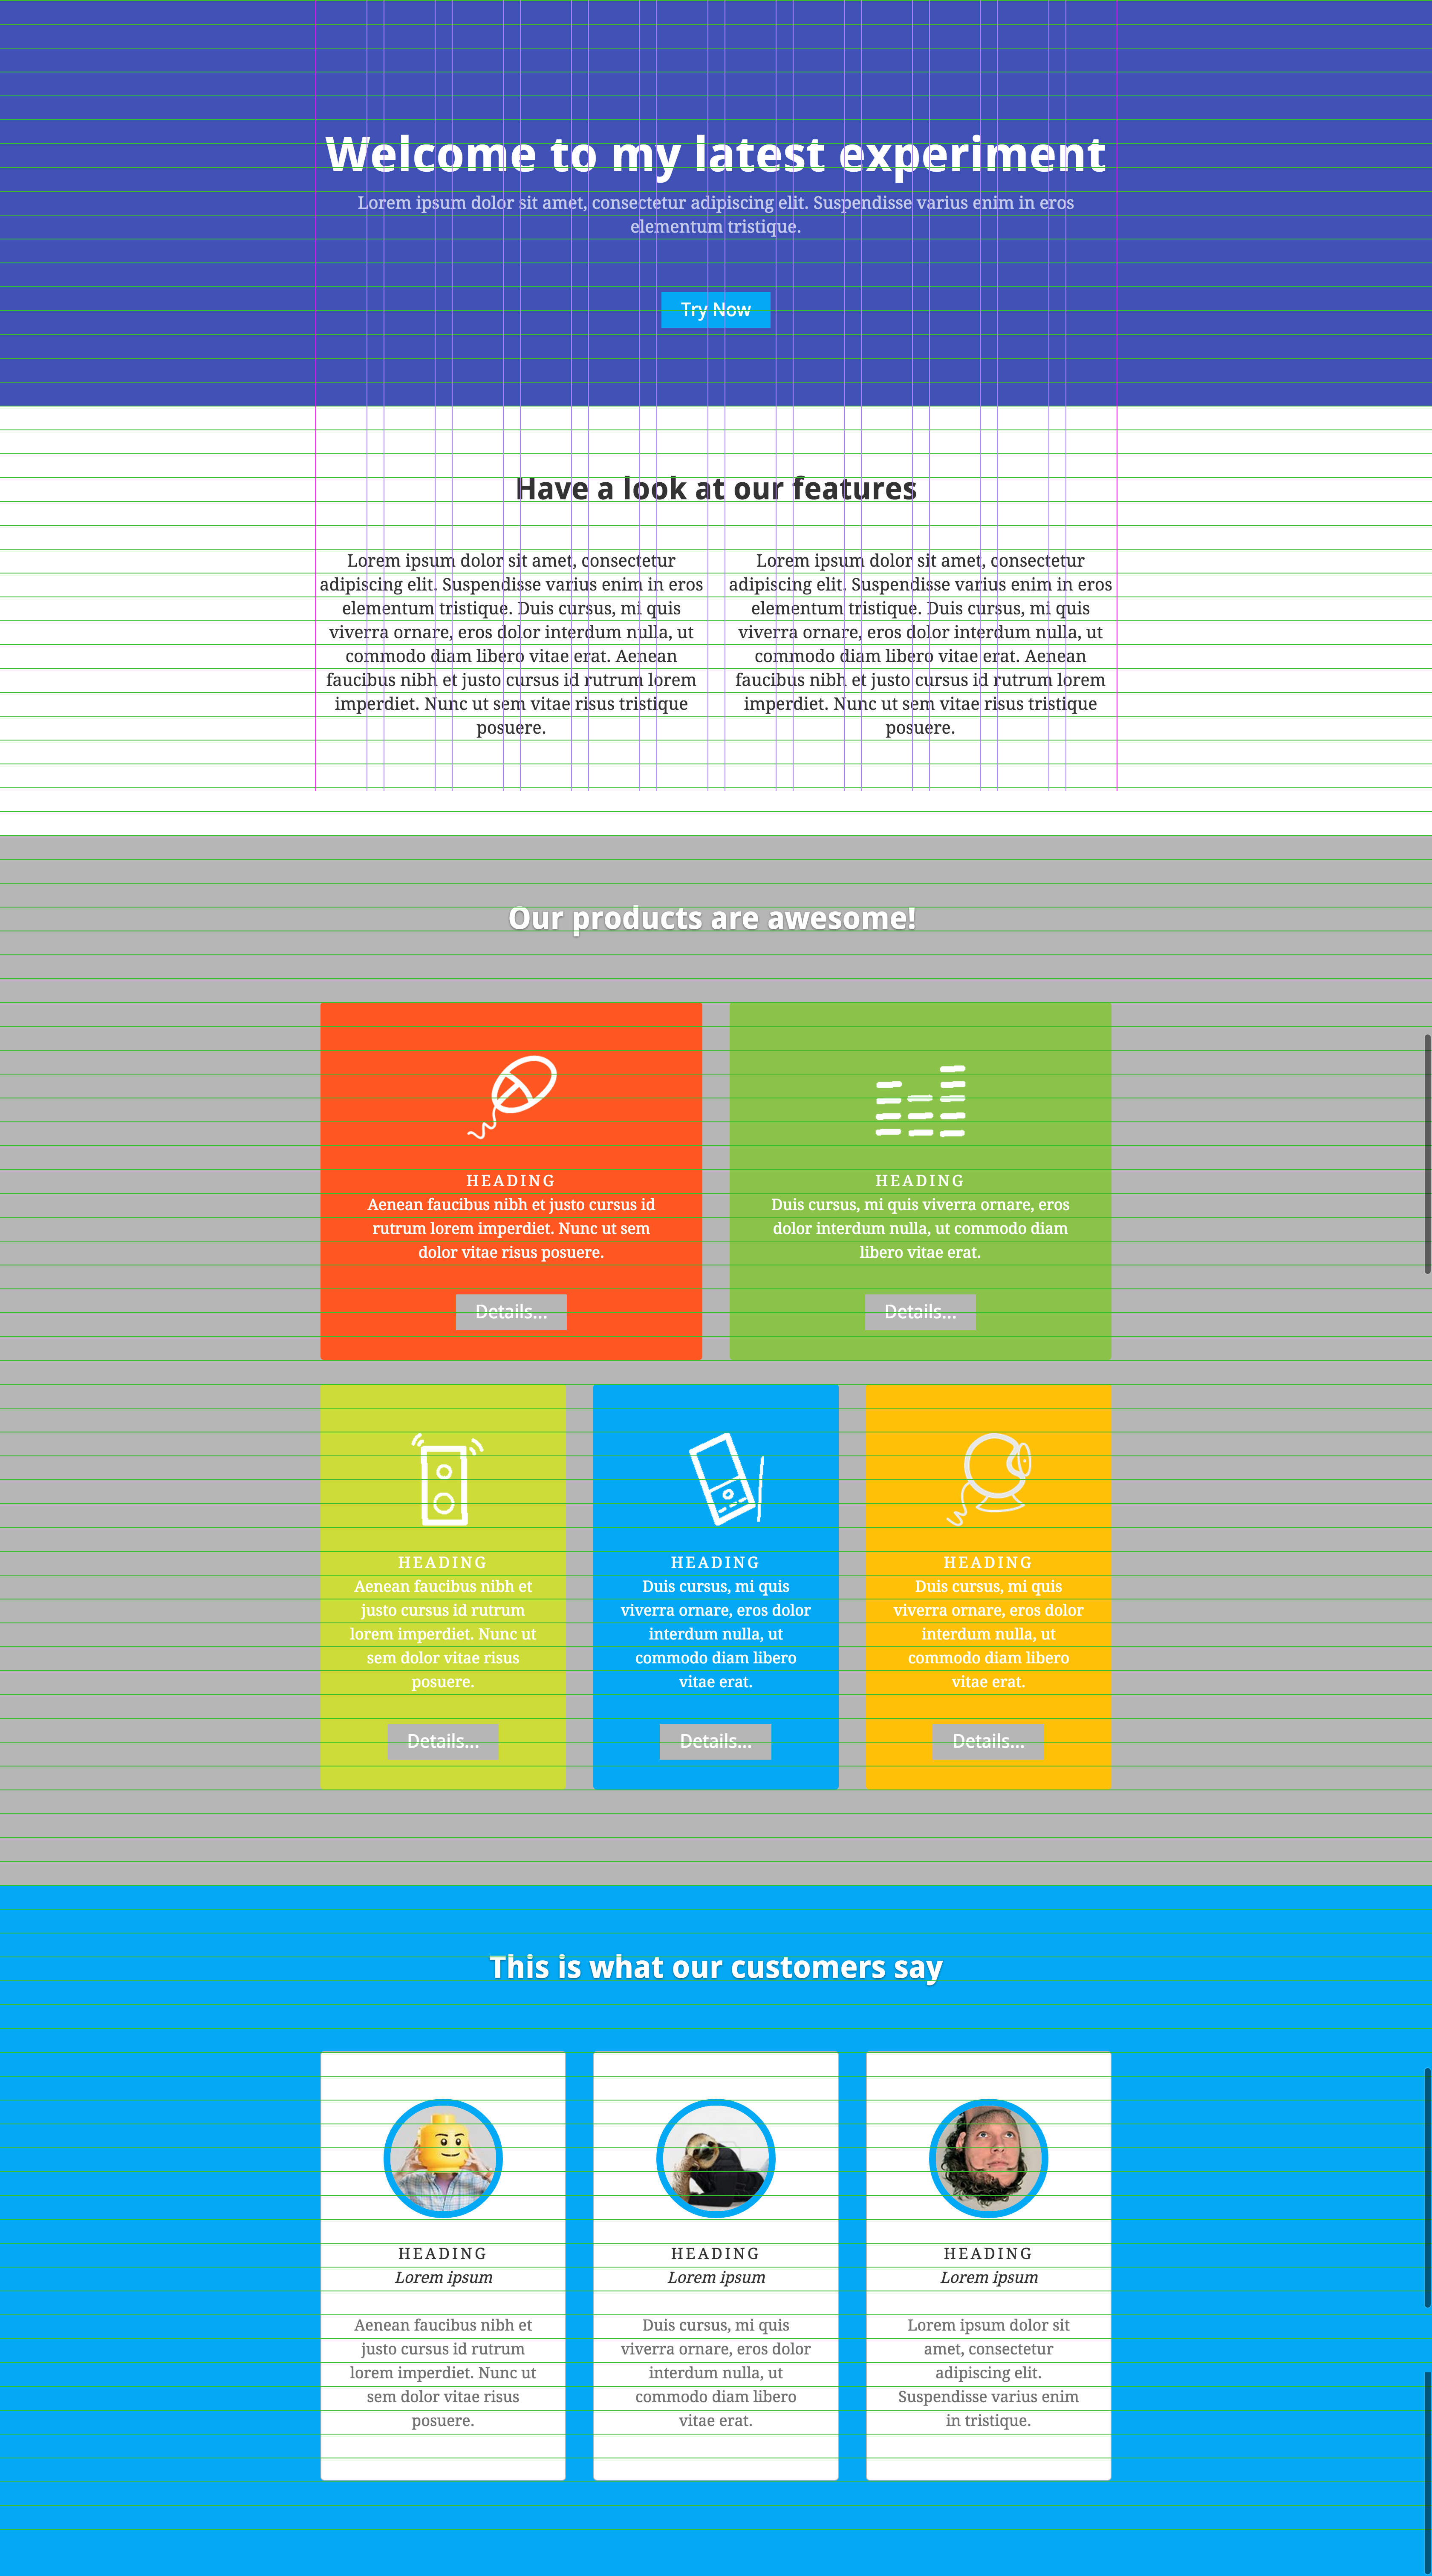 Welcome to my latest experiment
Lorem ipsum dolor sit amet, consectetur adipiscing elit. Suspendisse varius enim in eros
elementum tristique.
Try Now
Have a look at our features
Lorem ipsum dolor sit amet, consectetur
adipiscing elit. Suspendisse varius enim in eros
elementum tristique. Duis cursus, mi quis
viverra ornare, eros dolor interdum nulla, ut
commodo diam libero vitae erat. Aenean
faucibus nibh et justo cursus id rutrum lorem
imperdiet. Nunc ut sem vitae risus tristique
posuere.
Lorem ipsum dolor sit amet, consectetur
adipiscing elit. Suspendisse varius enim in eros
elementum tristique. Duis cursus, mi quis
viverra ornare, eros dolor interdum nulla, ut
commodo diam libero vitae erat. Aenean
faucibus nibh et justo cursus id rutrum lorem
imperdiet. Nunc ut sem vitae risus tristique
posuere.
Our products are awesome!
HEADING
Aenean faucibus nibh et justo cursus id
rutrum lorem imperdiet. Nunc ut sem
dolor vitae risus posuere.
Details...
HEADING
Duis cursus, mi quis viverra ornare, eros
dolor interdum nulla, ut commodo diam
libero vitae erat.
Details...
HEADING
Aenean faucibus nibh et
justo cursus id rutrum
lorem imperdiet. Nunc ut
sem dolor vitae risus
posuere.
Details...
HEADING
Duis cursus, mi quis
viverra ornare, eros dolor
interdum nulla, ut
commodo diam libero
vitae erat.
Details...
HEADING
Duis cursus, mi quis
viverra ornare, eros dolor
interdum nulla, ut
commodo diam libero
vitae erat.
Details...
This is what our customers say
HEADING
Lorem ipsum
Aenean faucibus nibh et
justo cursus id rutrum
lorem imperdiet. Nunc ut
sem dolor vitae risus
posuere.
HEADING
Lorem ipsum
Duis cursus, mi quis
viverra ornare, eros dolor
interdum nulla, ut
commodo diam libero
vitae erat.
HEADING
Lorem ipsum
Lorem ipsum dolor sit
amet, consectetur
adipiscing elit.
Suspendisse varius enim
in tristique.